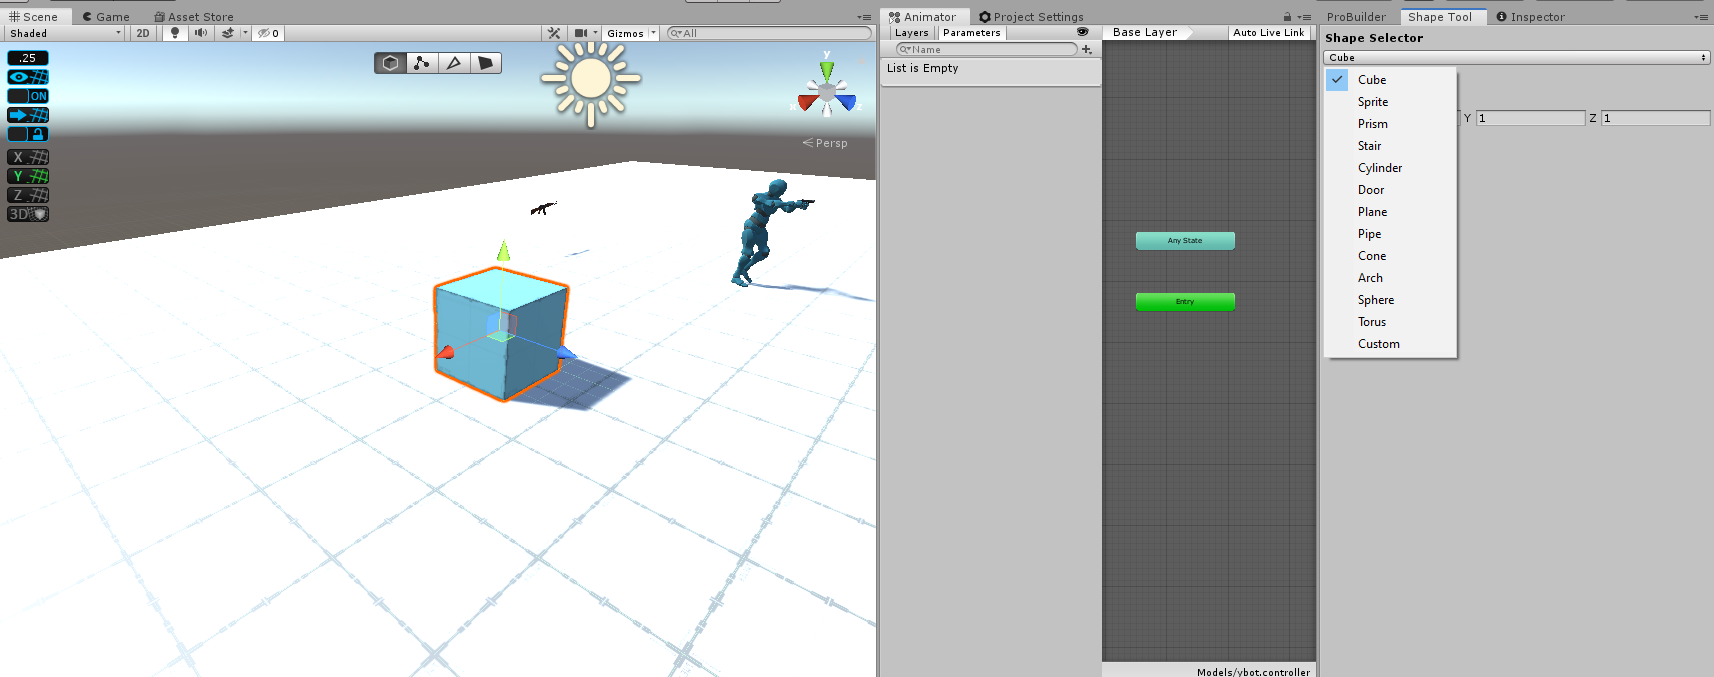 Scene Game Asset Store
Shaded 2D 0 Gizmos All
.25
ON
X
Y
Z
3D
y
x
z
Persp
Animator Project Settings
Layers Parameters Base Layer Auto Live Link
Name
List is Empty
Any State
Entry
Models/ybot.controller
ProBuilder Shape Tool Inspector
Shape Selector
Cube
Cube
Sprite
Prism
Stair
Cylinder
Door
Plane
Pipe
Cone
Arch
Sphere
Torus
Custom
Y 1 Z 1